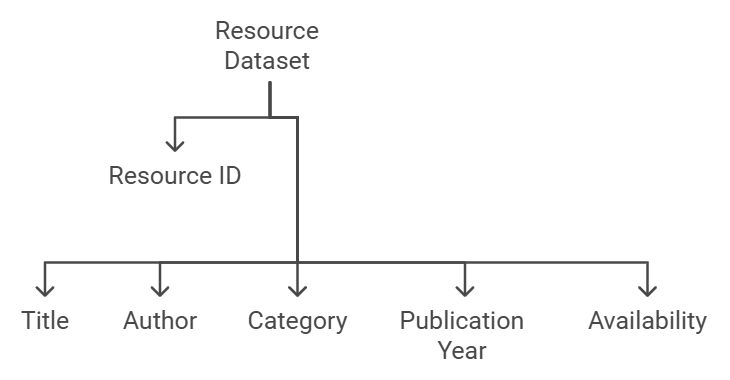 Resource
Dataset
Resource ID
Title
Author
Category
Publication
Year
Availability